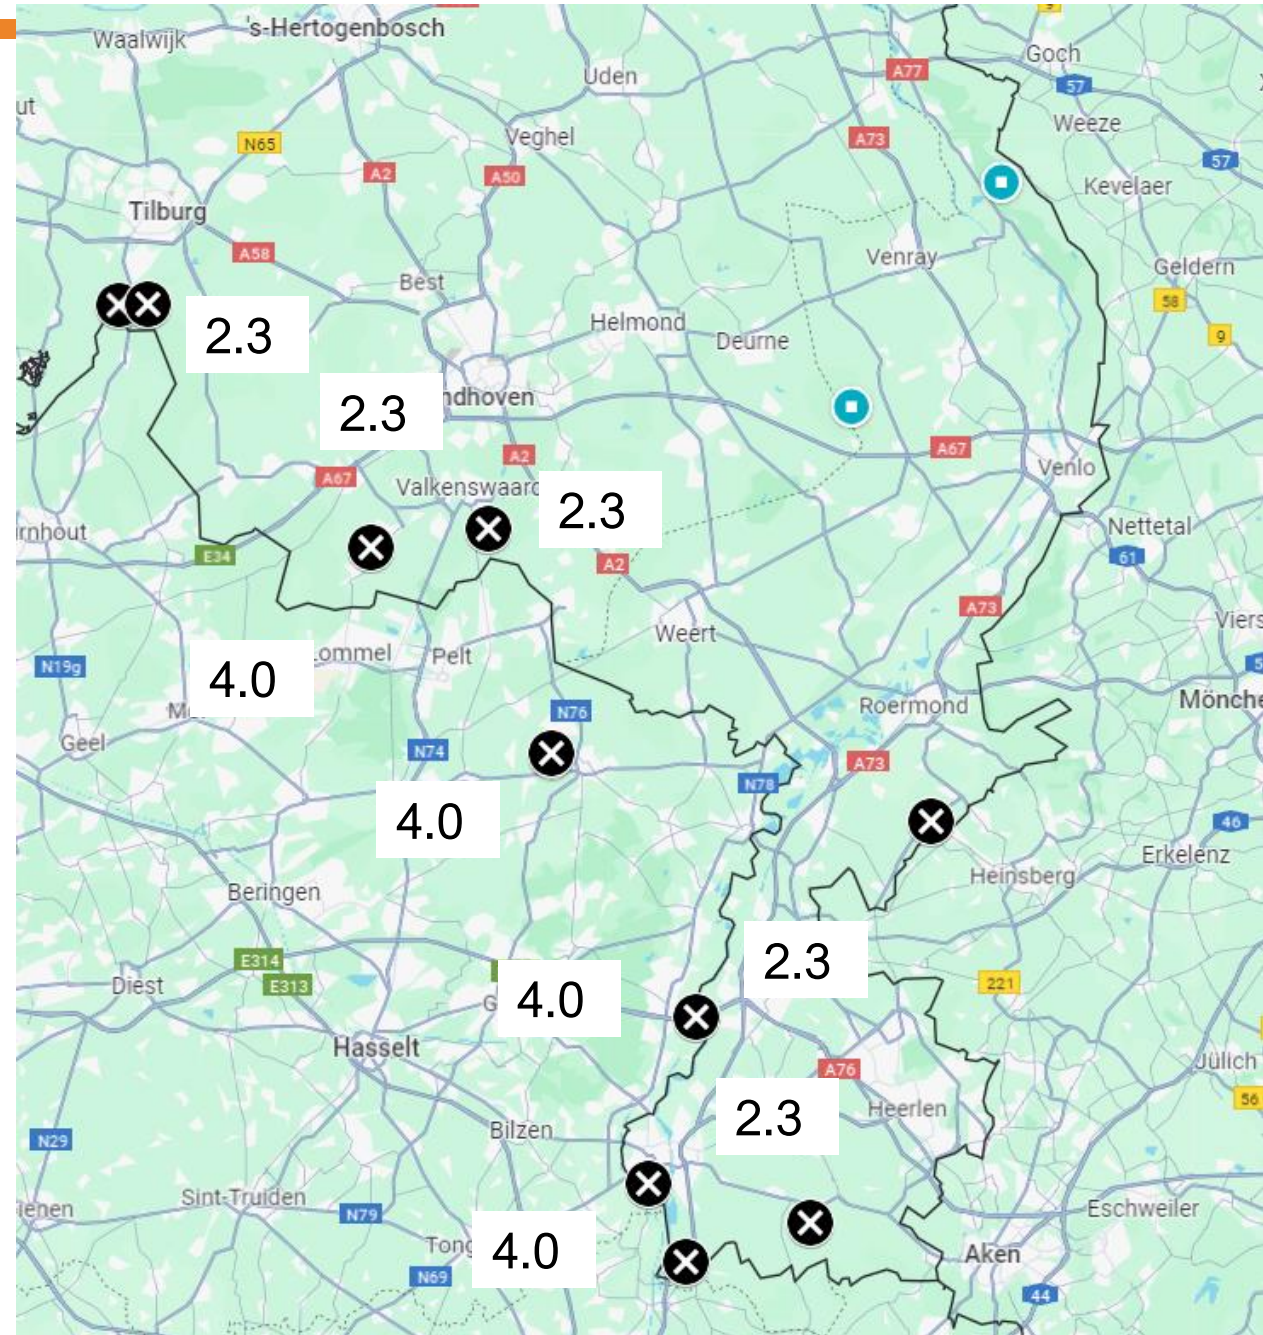 's-Hertogenbosch
Waalwijk
Goch
57
A77
Uden
Weeze
A73
Veghel
N65
57
A2
A50
Kevelaer
Tilburg
A58
Venray
Geldern
Best
58
Helmond
9
2.3
Deurne
ndhoven
2.3
A2
A67
Venlo
A67
Valkenswaard
2.3
Nettetal
E34
61
A2
A73
Weert
Lommel
Pelt
N19g
4.0
Roermond
N76
Geel
N74
A73
N78
4.0
46
Erkelenz
Heinsberg
Beringen
E314
2.3
Diest
E313
221
4.0
Hasselt
Jülich
A76
56
Heerlen
2.3
Bilzen
N29
Sint-Truiden
N79
Eschweiler
Tong
4.0
Aken
N69
44